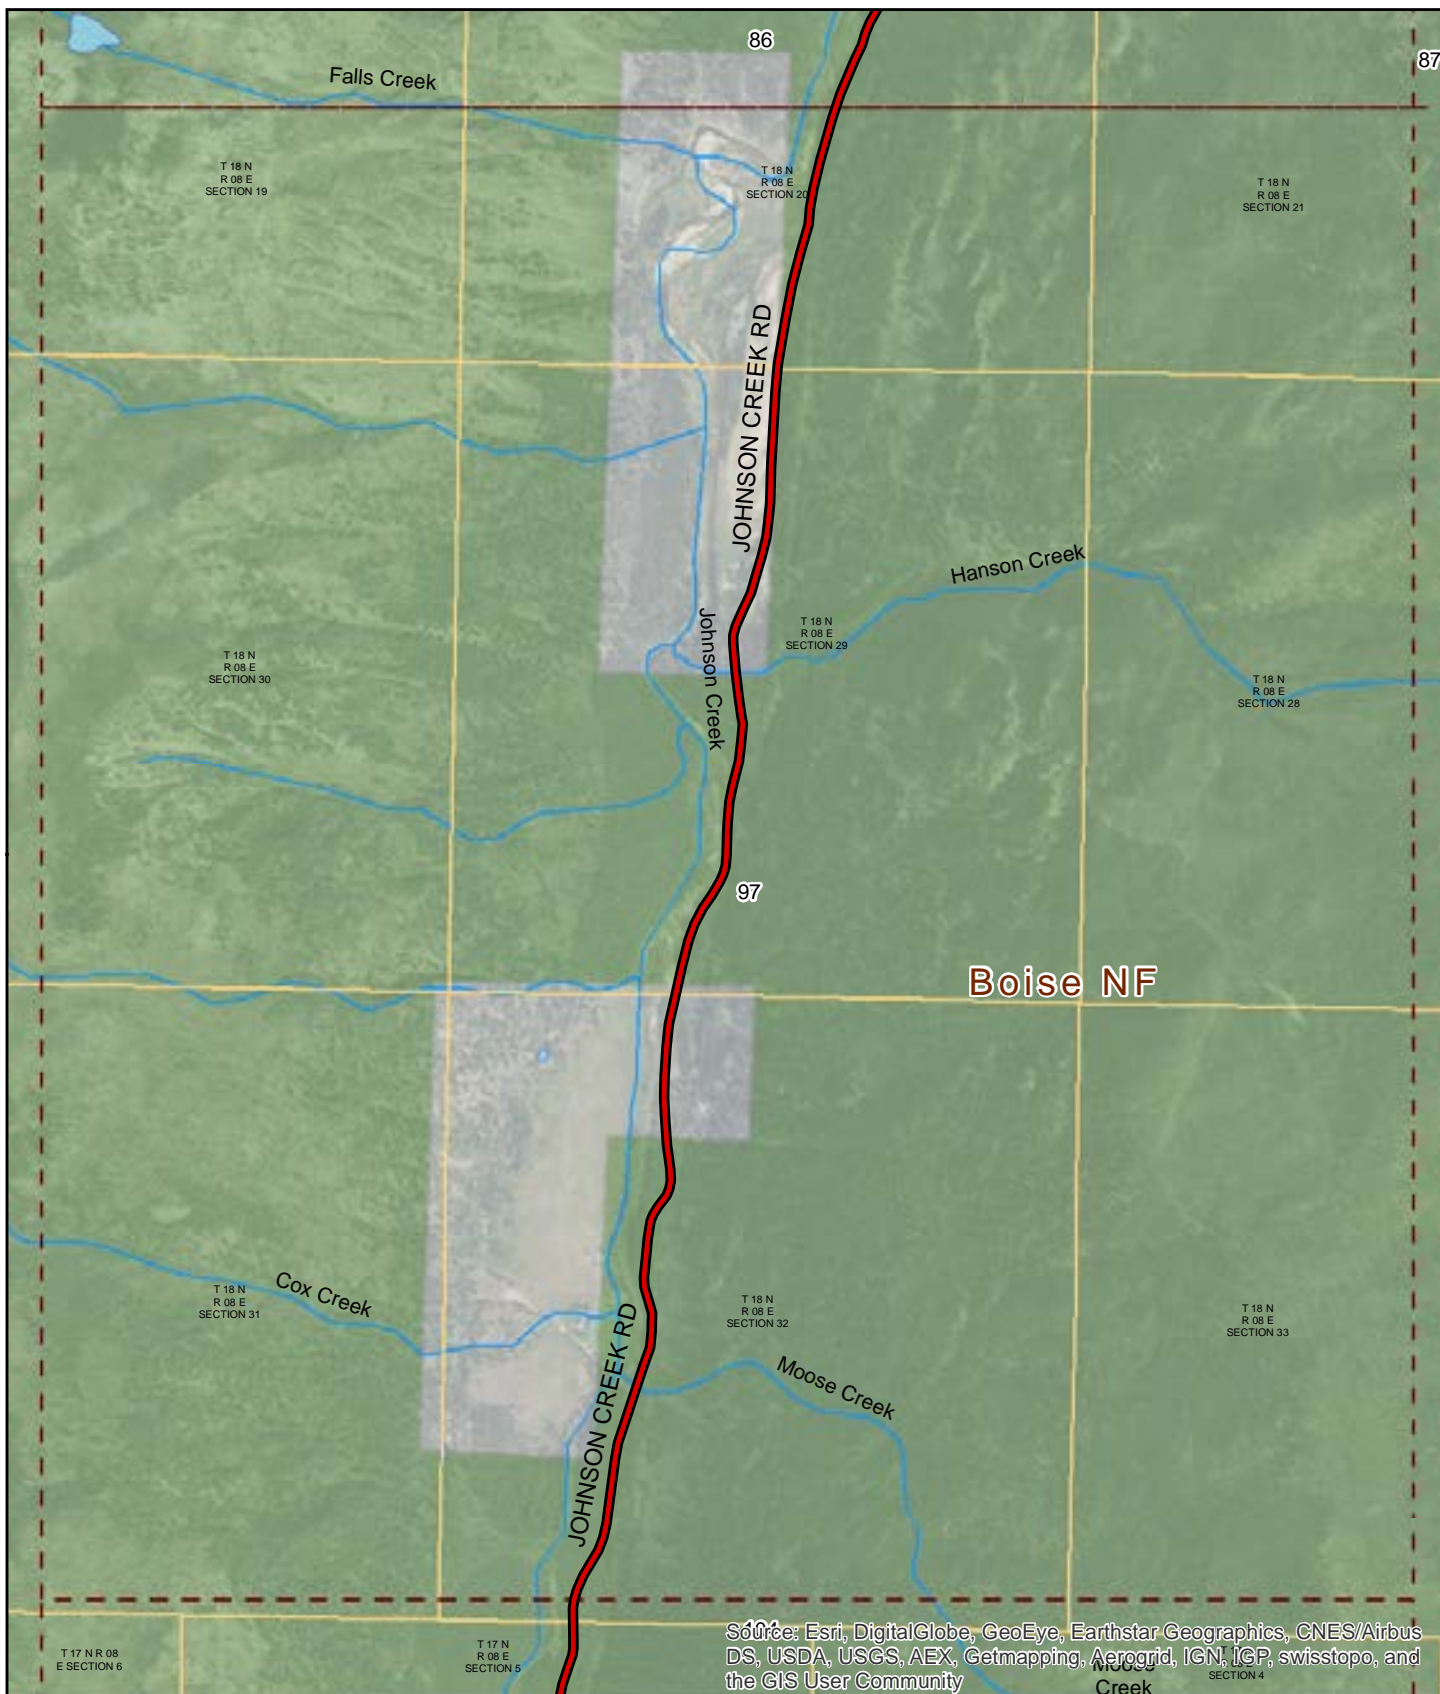 86
87
Falls Creek
T 18 N
R 08 E
SECTION 19
T 18 N
R 08 E
SECTION 20
T 18 N
R 08 E
SECTION 21
JOHNSON CREEK RD
Hanson Creek
Johnson Creek
T 18 N
R 08 E
SECTION 29
T 18 N
R 08 E
SECTION 30
T 18 N
R 08 E
SECTION 28
97
Boise NF
Cox Creek
T 18 N
R 08 E
SECTION 31
T 18 N
R 08 E
SECTION 32
T 18 N
R 08 E
SECTION 33
JOHNSON CREEK RD
Moose Creek
T 17 N R 08
E SECTION 6
T 17 N
R 08 E
SECTION 5
Source: Esri, DigitalGlobe, GeoEye, Earthstar Geographics, CNES/Airbus
DS, USDA, USGS, AEX, Getmapping, Aerogrid, IGN, IGP, swisstopo, and
the GIS User Community
Moose
Creek
SECTION 4